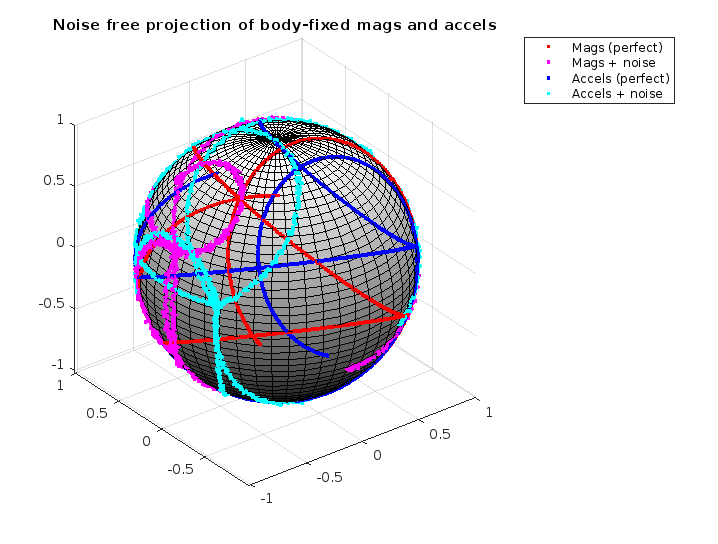 Noise free projection of body-fixed mags and accels
Mags (perfect)
Mags + noise
Accels (perfect)
Accels + noise
1
0.5
0
-0.5
-1
1
0.5
0
-0.5
-1
-0.5
0
0.5
1